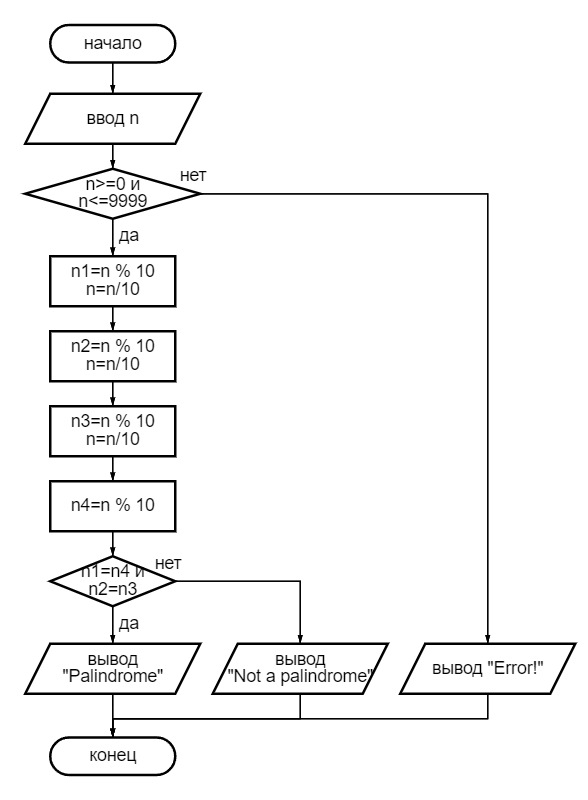 начало
ввод n
n>=0 и
n<=9999
нет
да
n1=n % 10
n=n/10
n2=n % 10
n=n/10
n3=n % 10
n=n/10
n4=n % 10
n1=n4 и
n2=n3
нет
да
вывод
"Palindrome"
вывод
"Not a palindrome"
вывод "Error!"
конец